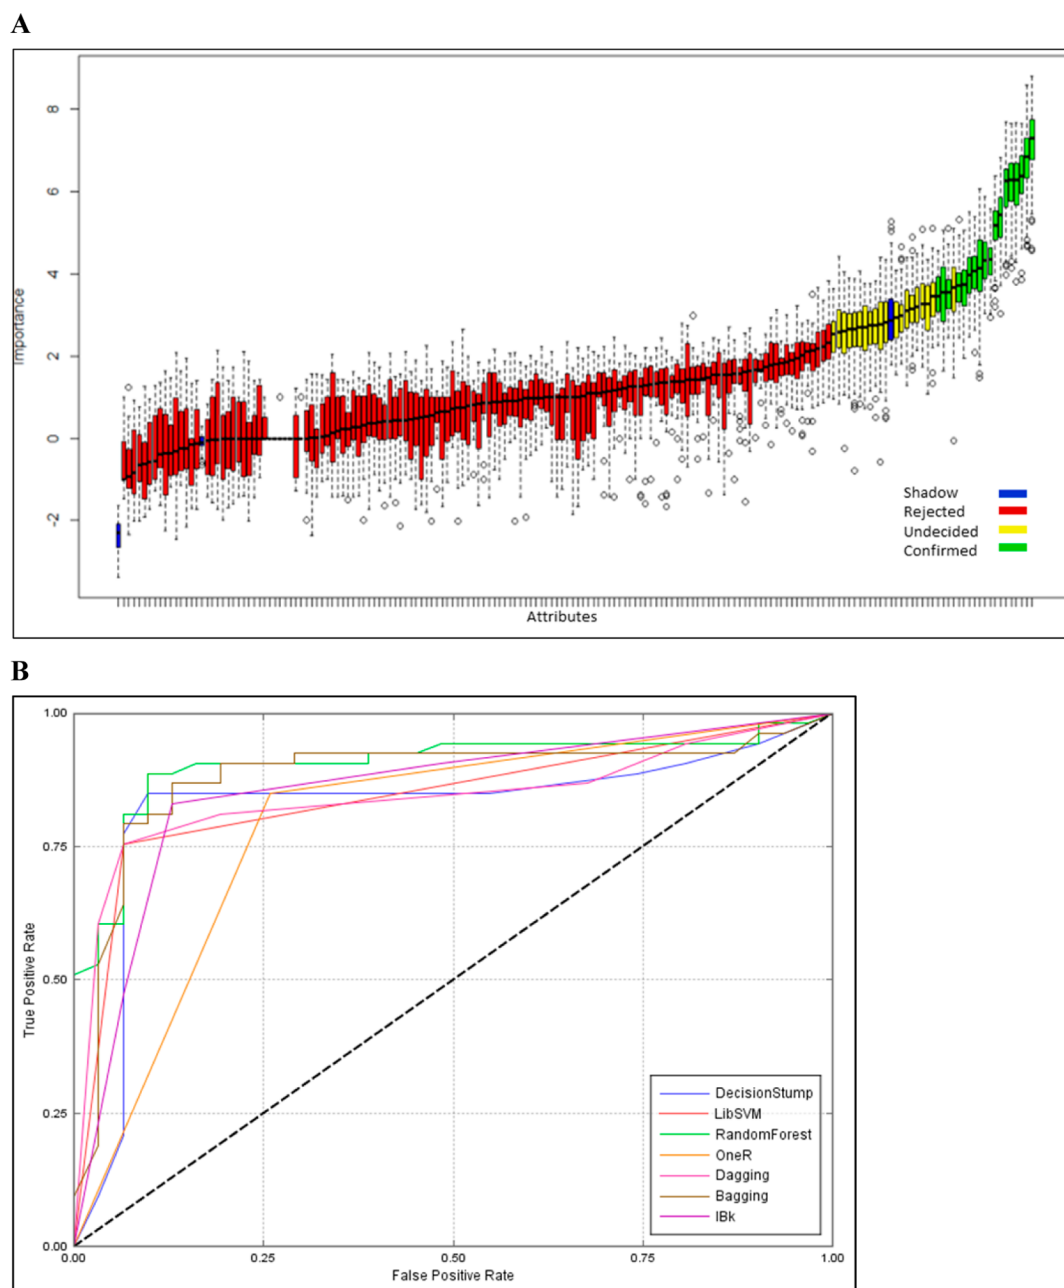 A
8
6
4
2
0
-2
Importance
Shadow
Rejected
Undecided
Confirmed
Attributes
B
1.00
0.75
0.50
0.25
0.00
True Positive Rate
DecisionStump
LibSVM
RandomForest
OneR
Dagging
Bagging
IBk
0.00 0.25 0.50 0.75 1.00
False Positive Rate